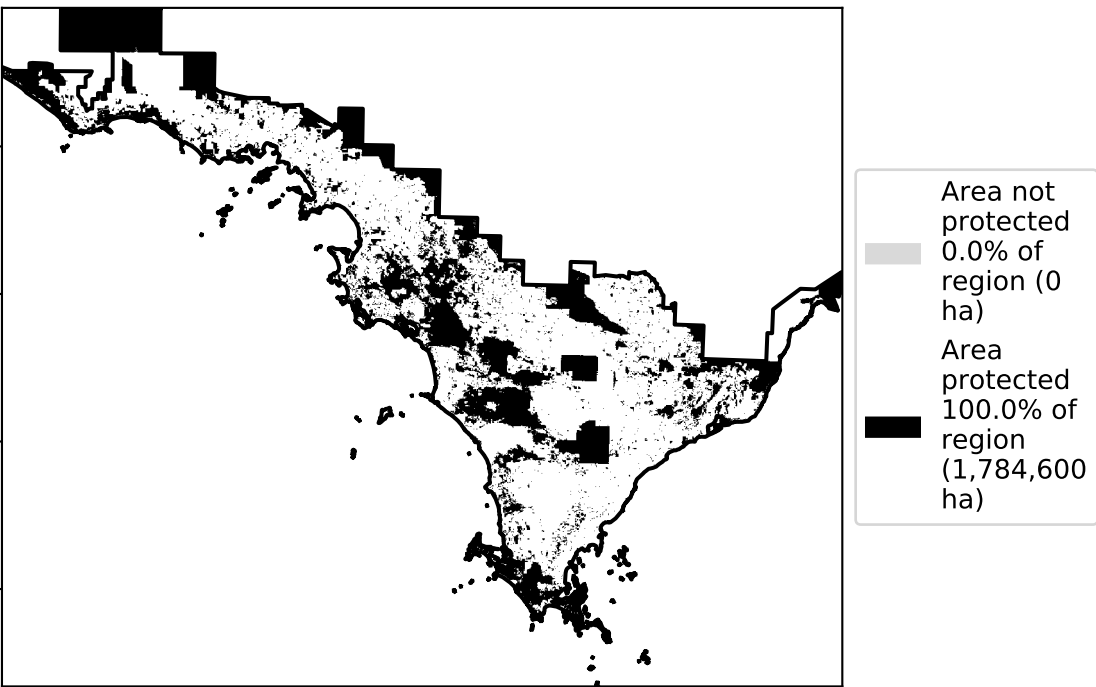 Area not
protected
0.0% of
region (0
ha)
Area
protected
100.0% of
region
(1,784,600
ha)